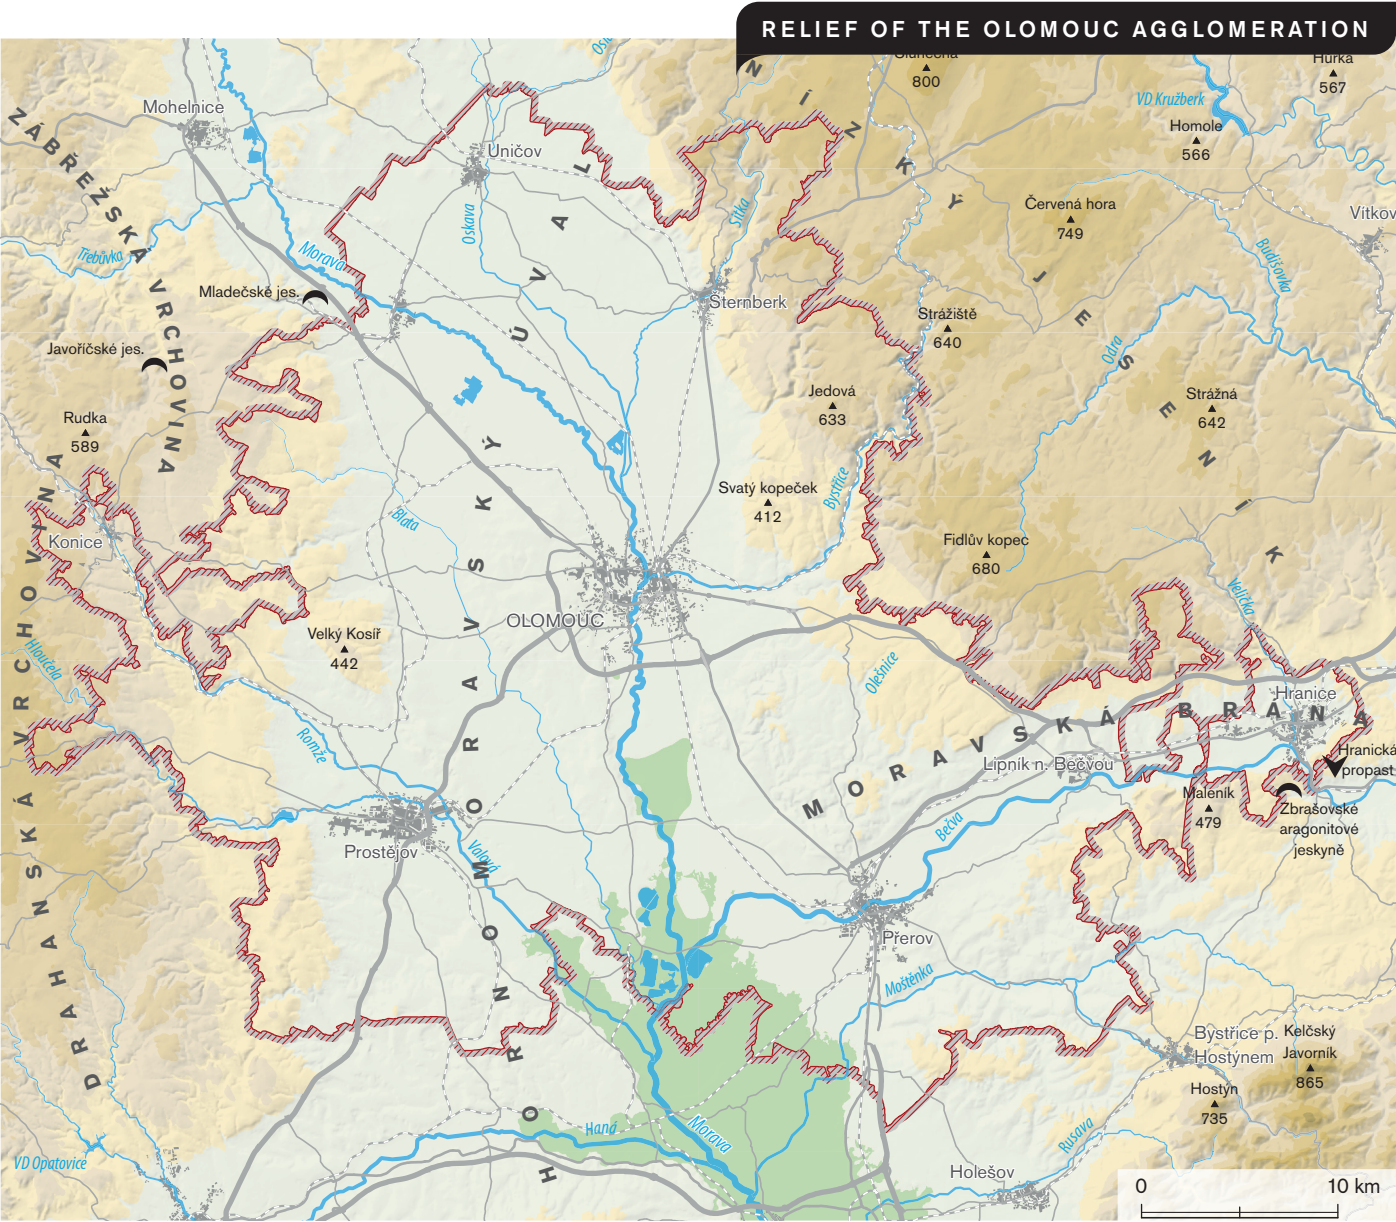 RELIEF OF THE OLOMOUC AGGLOMERATION
Slunečná
800
Hůrka
567
VD Kružberk
Homole
566
Mohelnice
Uničov
ZÁBŘEŽSKÁ VRCHOVINA
NÍZKÝ JESENÍK
Červená hora
749
Vítkov
Oskava
Sitka
Třebůvka
Morava
Budišovka
Mladečské jes.
Šternberk
Strážiště
640
Javoříčské jes.
Odra
Jedová
633
Strážná
642
Rudka
589
HORNOMORAVSKÝ ÚVAL
Svatý kopeček
412
Bystřice
Blata
Konice
Fidlův kopec
680
Velička
OLOMOUC
Velký Kosíř
442
Hloučela
Olešnice
Hranice
Romže
MORAVSKÁ BRÁNA
Hranická
propast
Lipník n. Bečvou
Maleník
479
Zbrašovské
aragonitové
jeskyně
Bečva
Prostějov
Valová
DRAHANSKÁ VRCHOVINA
Přerov
Moštěnka
Bystřice p.
Hostýnem
Kelčský
Javorník
865
Hostýn
735
Haná
Morava
Rusava
VD Opatovice
Holešov
0
10 km